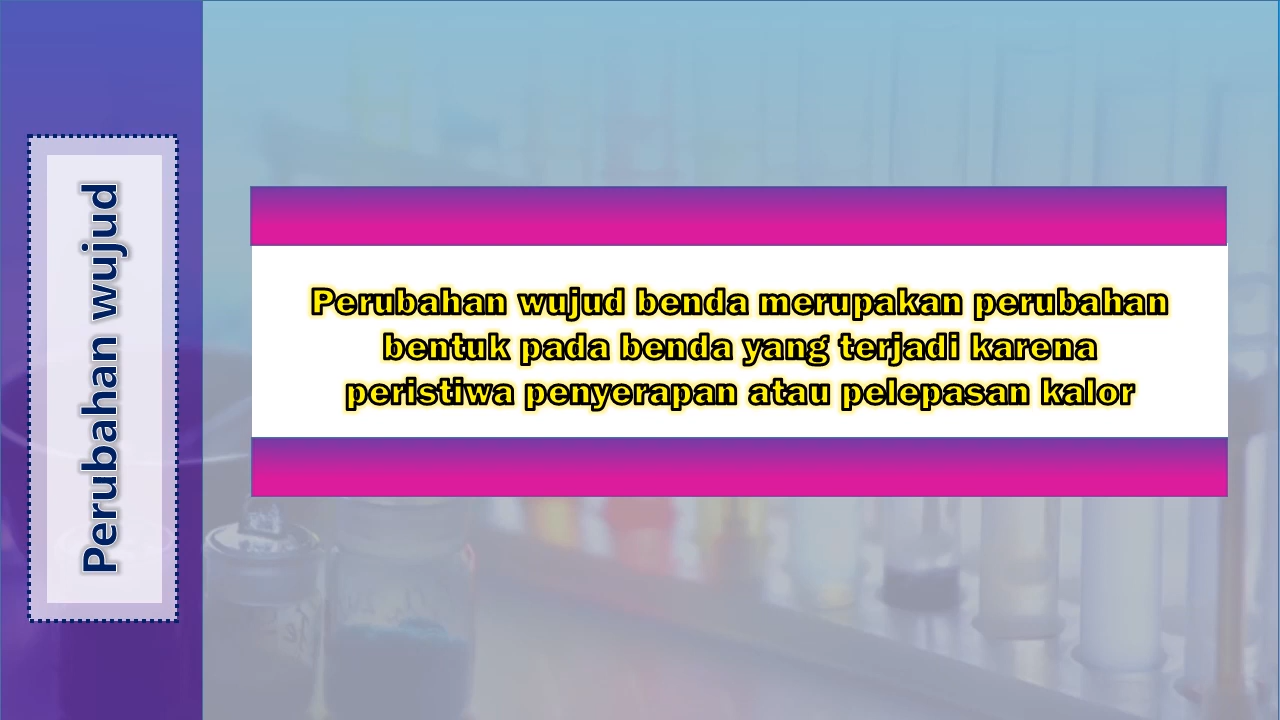 Perubahan wujud
Perubahan wujud benda merupakan perubahan
bentuk pada benda yang terjadi karena
peristiwa penyerapan atau pelepasan kalor